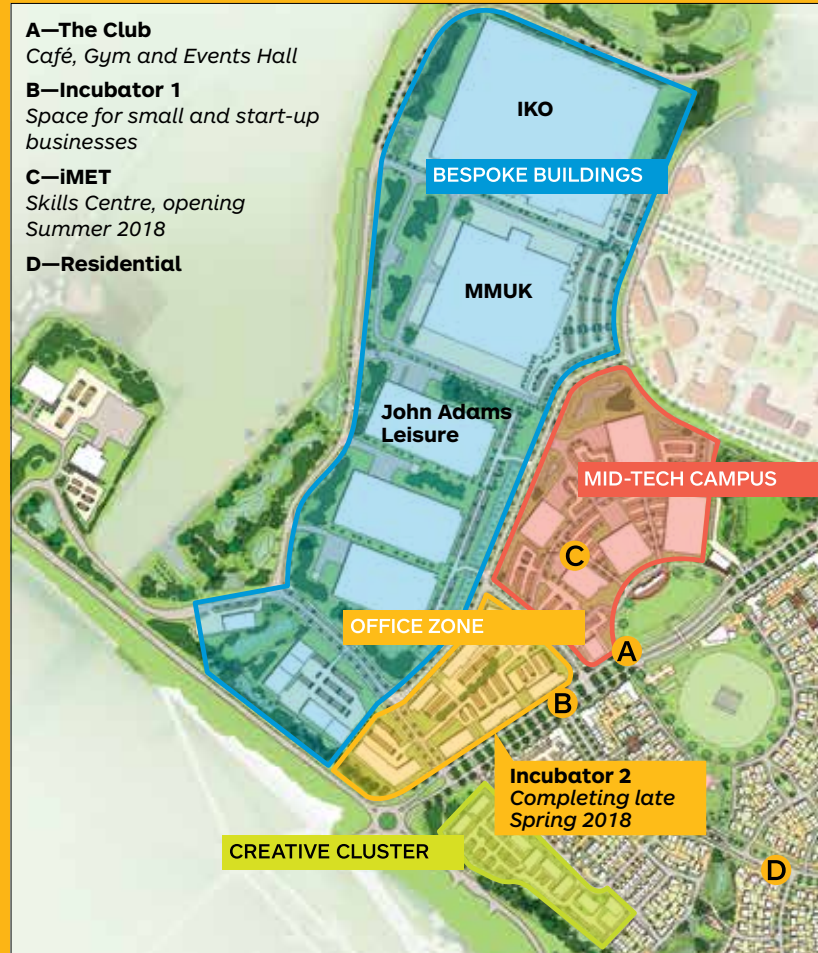 A—The Club
Café, Gym and Events Hall
B—Incubator 1
Space for small and start-up
businesses
C—iMET
Skills Centre, opening
Summer 2018
D—Residential
IKO
BESPOKE BUILDINGS
MMUK
John Adams
Leisure
MID-TECH CAMPUS
C
OFFICE ZONE
A
B
Incubator 2
Completing late
Spring 2018
CREATIVE CLUSTER
D